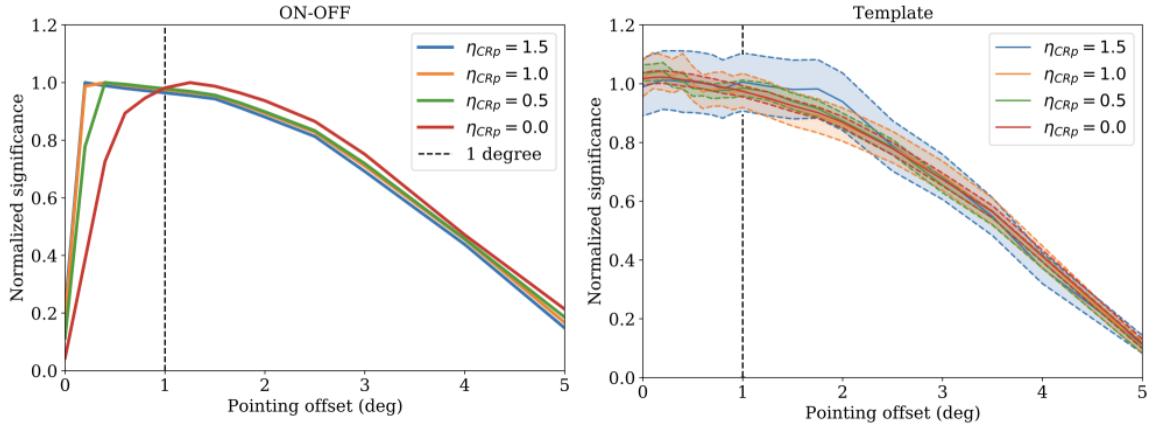 ON-OFF
Normalized significance
1.2
1.0
0.8
0.6
0.4
0.2
0.0
η_CRp = 1.5
η_CRp = 1.0
η_CRp = 0.5
η_CRp = 0.0
1 degree
0 1 2 3 4 5
Pointing offset (deg)
Template
Normalized significance
1.2
1.0
0.8
0.6
0.4
0.2
0.0
η_CRp = 1.5
η_CRp = 1.0
η_CRp = 0.5
η_CRp = 0.0
0 1 2 3 4 5
Pointing offset (deg)